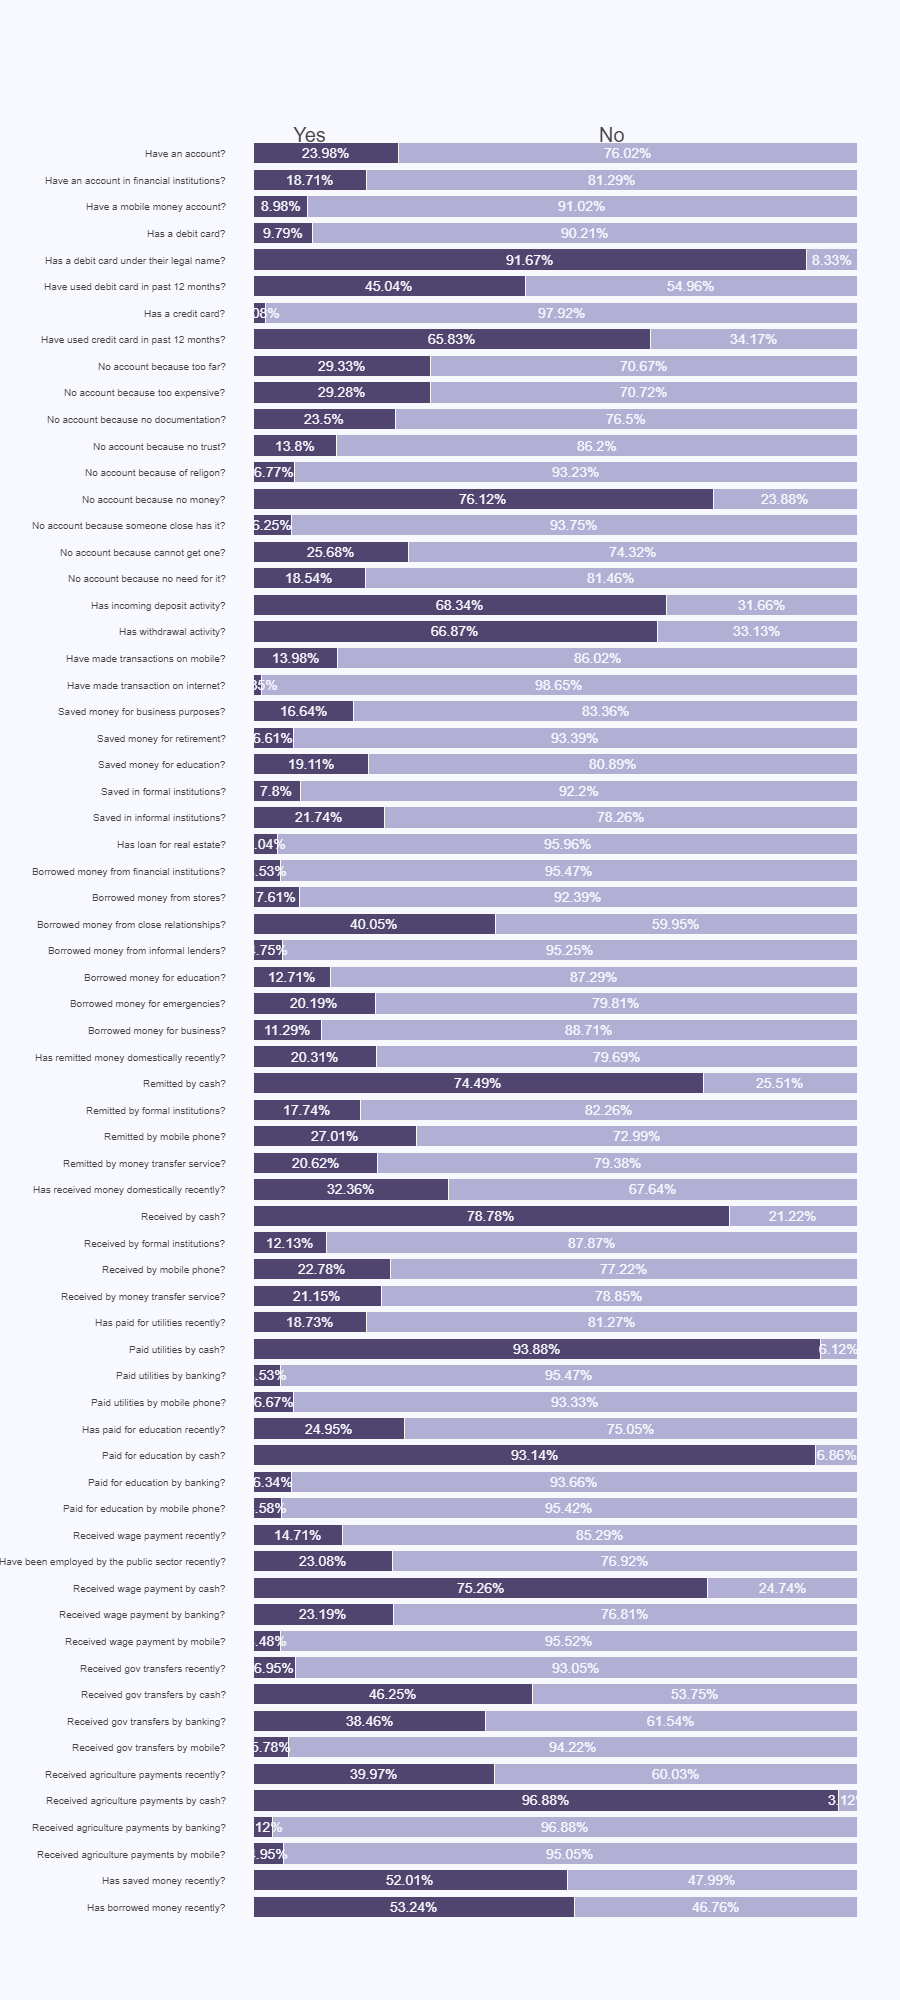 Yes No
Have an account? 23.98% 76.02%
Have an account in financial institutions? 18.71% 81.29%
Have a mobile money account? 8.98% 91.02%
Has a debit card? 9.79% 90.21%
Has a debit card under their legal name? 91.67% 8.33%
Have used debit card in past 12 months? 45.04% 54.96%
Has a credit card? 08% 97.92%
Have used credit card in past 12 months? 65.83% 34.17%
No account because too far? 29.33% 70.67%
No account because too expensive? 29.28% 70.72%
No account because no documentation? 23.5% 76.5%
No account because no trust? 13.8% 86.2%
No account because of religon? 6.77% 93.23%
No account because no money? 76.12% 23.88%
No account because someone close has it? 6.25% 93.75%
No account because cannot get one? 25.68% 74.32%
No account because no need for it? 18.54% 81.46%
Has incoming deposit activity? 68.34% 31.66%
Has withdrawal activity? 66.87% 33.13%
Have made transactions on mobile? 13.98% 86.02%
Have made transaction on internet? 35% 98.65%
Saved money for business purposes? 16.64% 83.36%
Saved money for retirement? 6.61% 93.39%
Saved money for education? 19.11% 80.89%
Saved in formal institutions? 7.8% 92.2%
Saved in informal institutions? 21.74% 78.26%
Has loan for real estate? .04% 95.96%
Borrowed money from financial institutions? .53% 95.47%
Borrowed money from stores? 7.61% 92.39%
Borrowed money from close relationships? 40.05% 59.95%
Borrowed money from informal lenders? .75% 95.25%
Borrowed money for education? 12.71% 87.29%
Borrowed money for emergencies? 20.19% 79.81%
Borrowed money for business? 11.29% 88.71%
Has remitted money domestically recently? 20.31% 79.69%
Remitted by cash? 74.49% 25.51%
Remitted by formal institutions? 17.74% 82.26%
Remitted by mobile phone? 27.01% 72.99%
Remitted by money transfer service? 20.62% 79.38%
Has received money domestically recently? 32.36% 67.64%
Received by cash? 78.78% 21.22%
Received by formal institutions? 12.13% 87.87%
Received by mobile phone? 22.78% 77.22%
Received by money transfer service? 21.15% 78.85%
Has paid for utilities recently? 18.73% 81.27%
Paid utilities by cash? 93.88% 6.12%
Paid utilities by banking? .53% 95.47%
Paid utilities by mobile phone? 6.67% 93.33%
Has paid for education recently? 24.95% 75.05%
Paid for education by cash? 93.14% 6.86%
Paid for education by banking? 6.34% 93.66%
Paid for education by mobile phone? .58% 95.42%
Received wage payment recently? 14.71% 85.29%
Have been employed by the public sector recently? 23.08% 76.92%
Received wage payment by cash? 75.26% 24.74%
Received wage payment by banking? 23.19% 76.81%
Received wage payment by mobile? .48% 95.52%
Received gov transfers recently? 6.95% 93.05%
Received gov transfers by cash? 46.25% 53.75%
Received gov transfers by banking? 38.46% 61.54%
Received gov transfers by mobile? 5.78% 94.22%
Received agriculture payments recently? 39.97% 60.03%
Received agriculture payments by cash? 96.88% 3.12%
Received agriculture payments by banking? 12% 96.88%
Received agriculture payments by mobile? .95% 95.05%
Has saved money recently? 52.01% 47.99%
Has borrowed money recently? 53.24% 46.76%